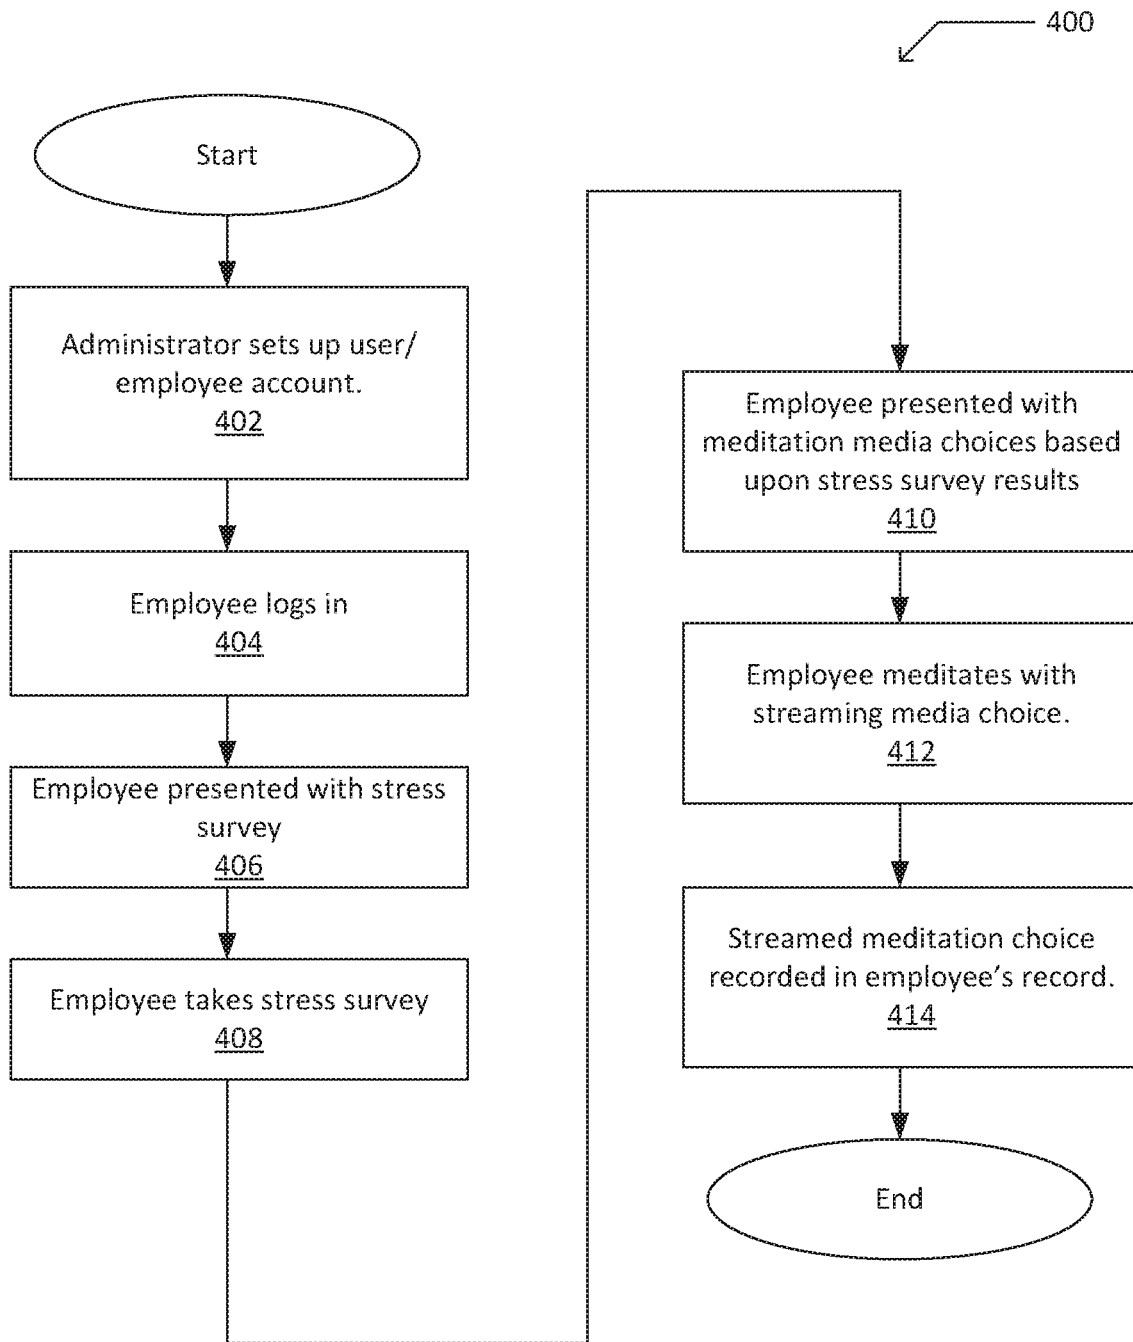 400
Start
Administrator sets up user/
employee account.
402
Employee logs in
404
Employee presented with stress
survey
406
Employee takes stress survey
408
Employee presented with
meditation media choices based
upon stress survey results
410
Employee meditates with
streaming media choice.
412
Streamed meditation choice
recorded in employee’s record.
414
End